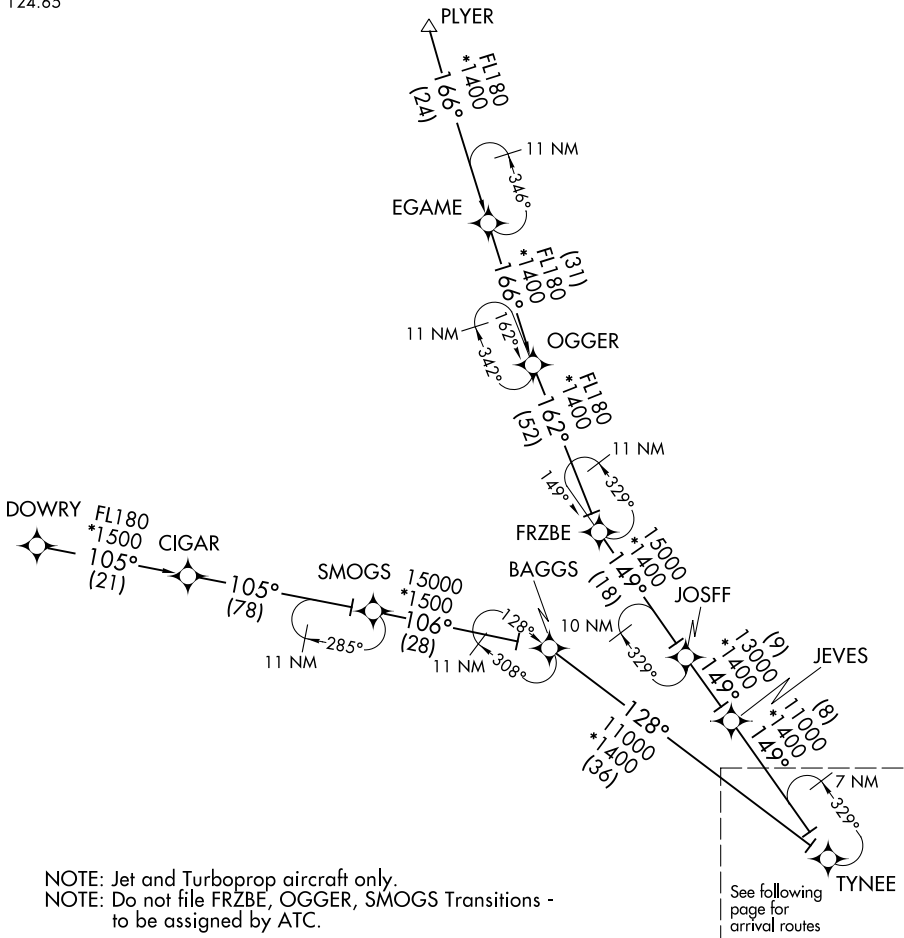 124.85
PLYER
FL180
*1400
166°
(24)
11 NM
346°
EGAME
(31)
FL180
*1400
166°
11 NM
162°
342°
OGGER
FL180
*1400
162°
(52)
11 NM
149°
329°
FRZBE
DOWRY
FL180
*1500
105°
(21)
CIGAR
105°
(78)
SMOGS
15000
*1500
106°
(28)
11 NM
285°
BAGGS
128°
308°
11 NM
15000
*1400
149°
(18)
JOSFF
10 NM
329°
(9)
13000
*1400
149°
JEVES
(8)
11000
*1400
149°
128°
11000
*1400
(36)
7 NM
329°
TYNEE
See following
page for
arrival routes
NOTE: Jet and Turboprop aircraft only.
NOTE: Do not file FRZBE, OGGER, SMOGS Transitions -
to be assigned by ATC.